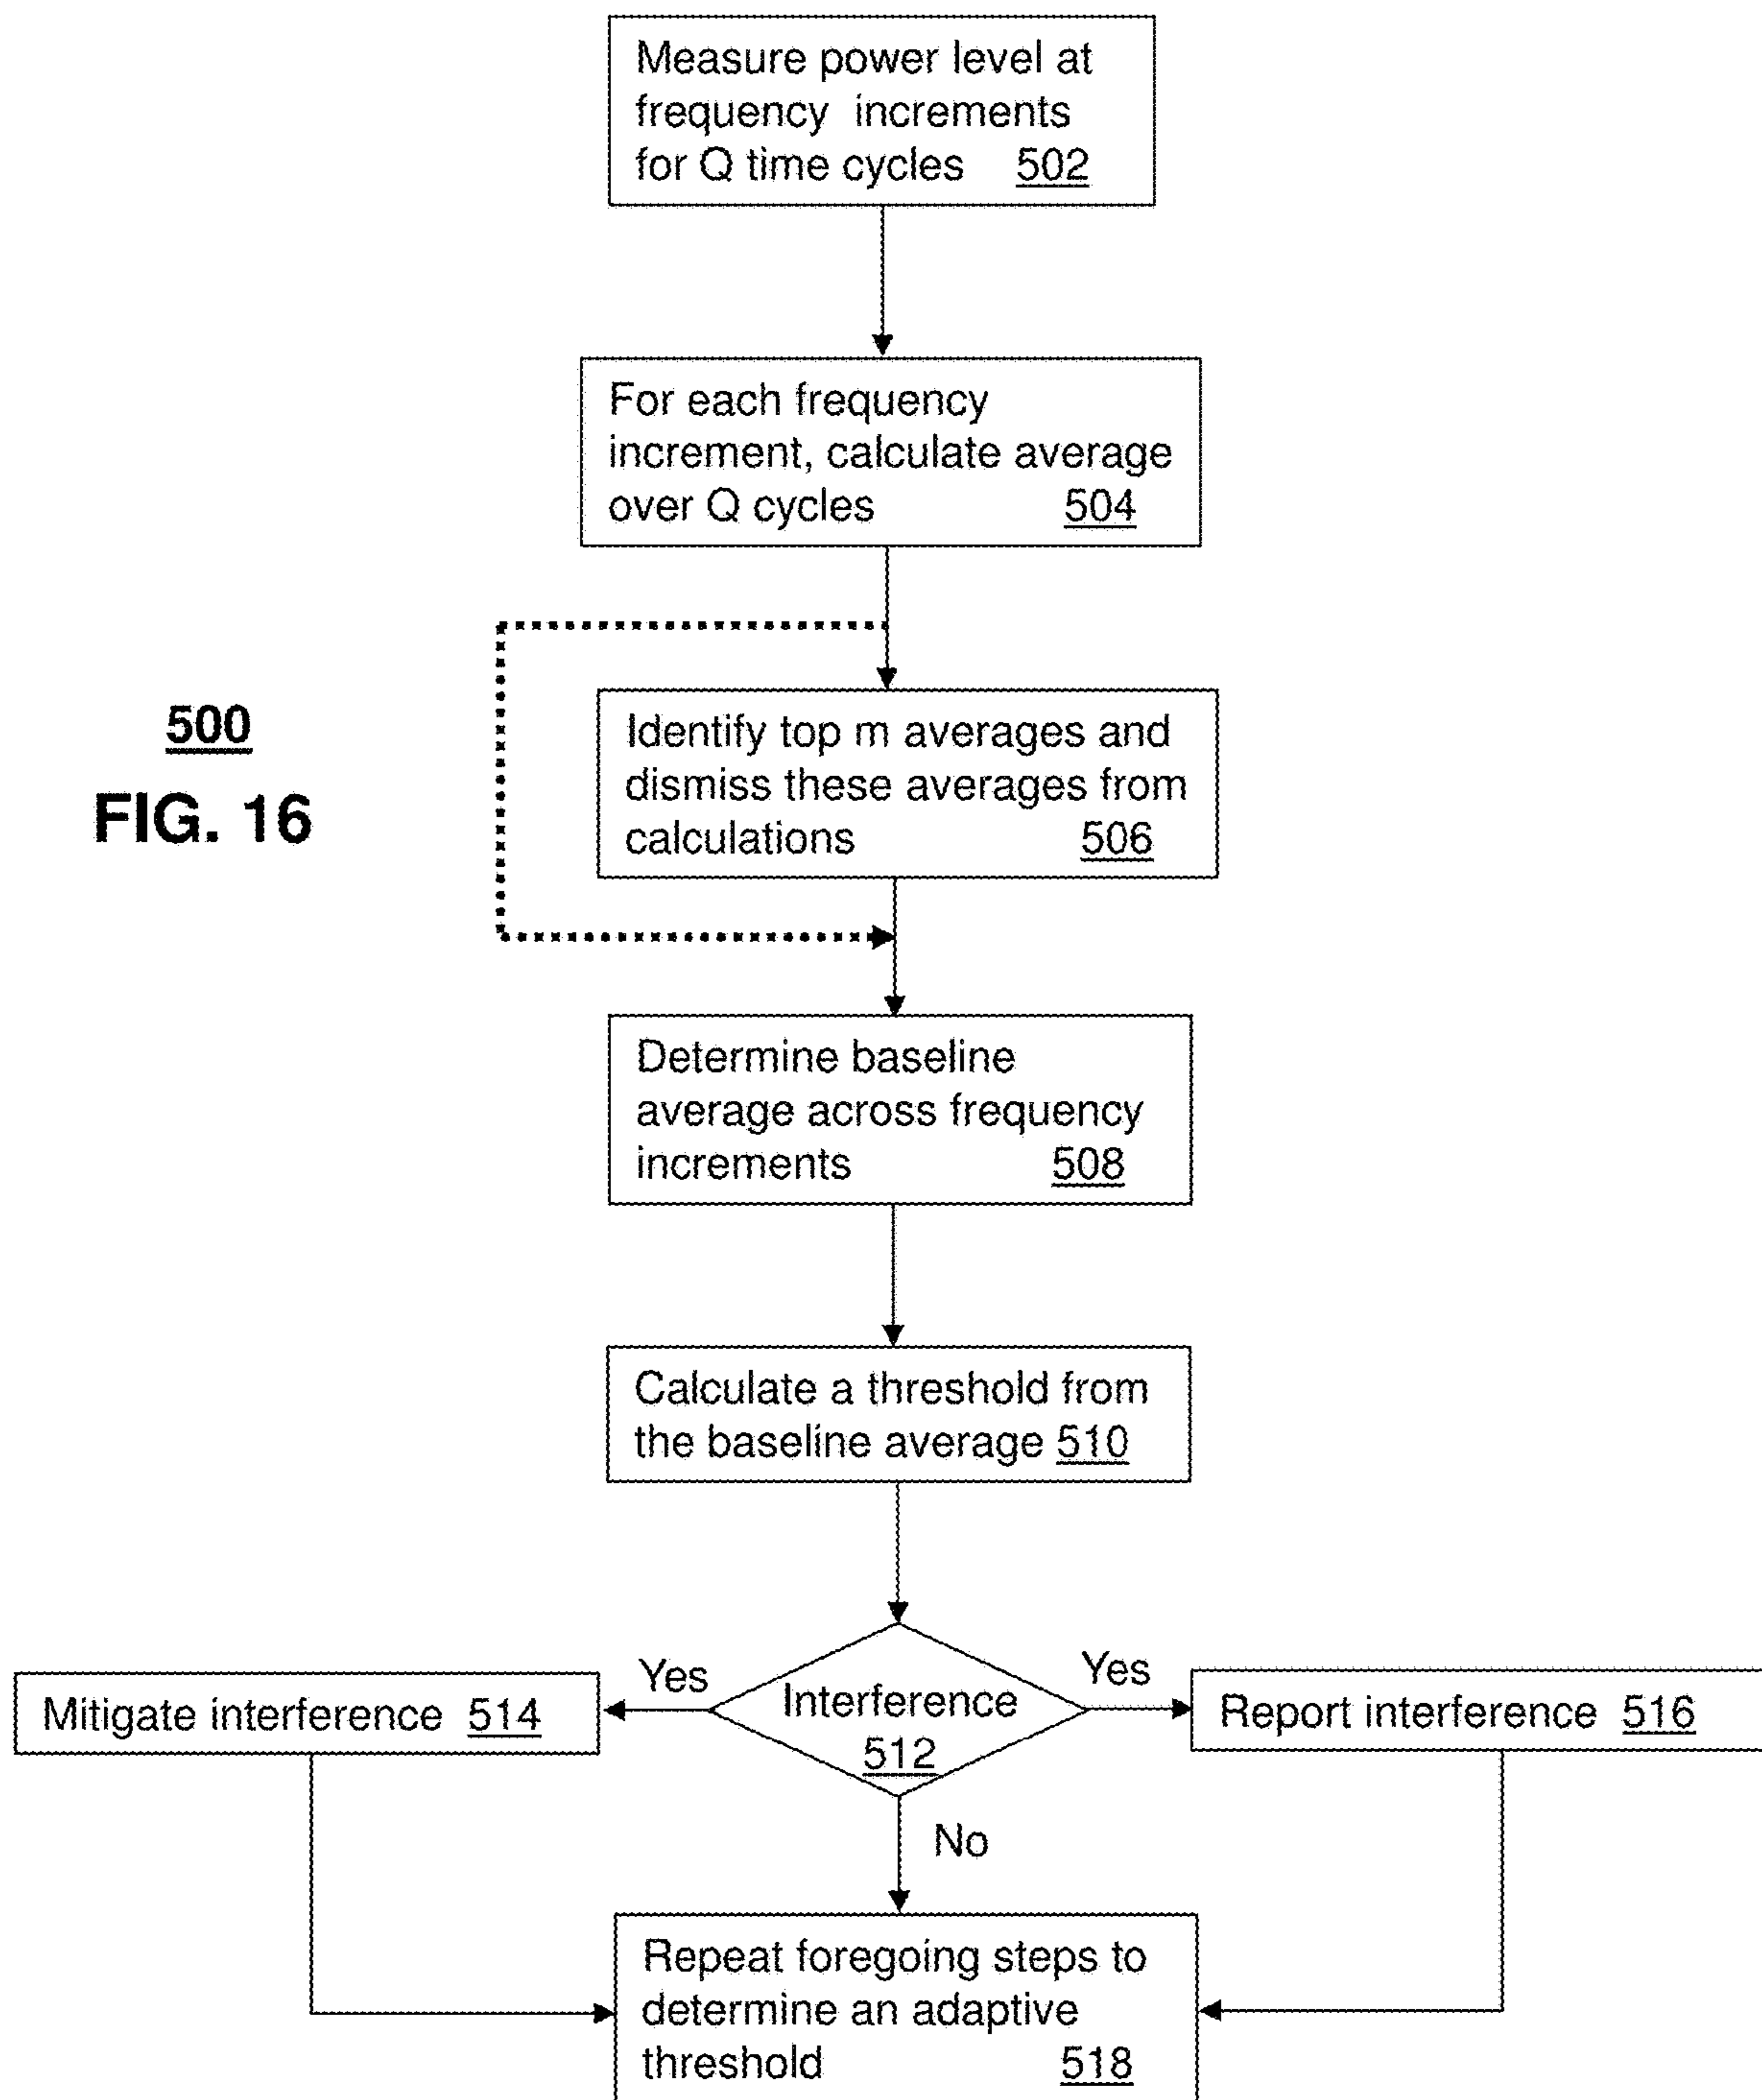 Measure power level at
frequency increments
for Q time cycles 502
For each frequency
increment, calculate average
over Q cycles 504
500
FIG. 16
Identify top m averages and
dismiss these averages from
calculations 506
Determine baseline
average across frequency
increments 508
Calculate a threshold from
the baseline average 510
Yes
Yes
Mitigate interference 514
Interference
512
Report interference 516
No
Repeat foregoing steps to
determine an adaptive
threshold 518